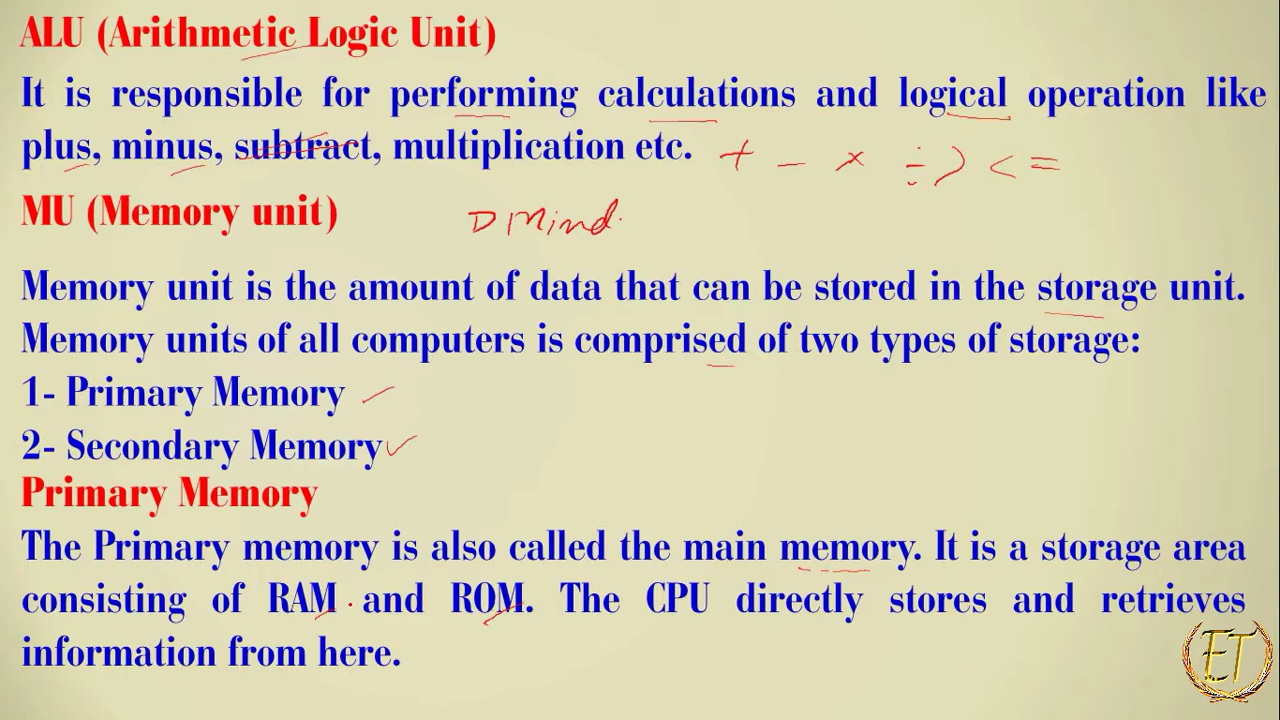 ALU (Arithmetic Logic Unit)
It is responsible for performing calculations and logical operation like
plus, minus, subtract, multiplication etc. + - × ÷ > < =
MU (Memory unit)
Mind.
Memory unit is the amount of data that can be stored in the storage unit.
Memory units of all computers is comprised of two types of storage:
1- Primary Memory
2- Secondary Memory
Primary Memory
The Primary memory is also called the main memory. It is a storage area
consisting of RAM and ROM. The CPU directly stores and retrieves
information from here.
ET